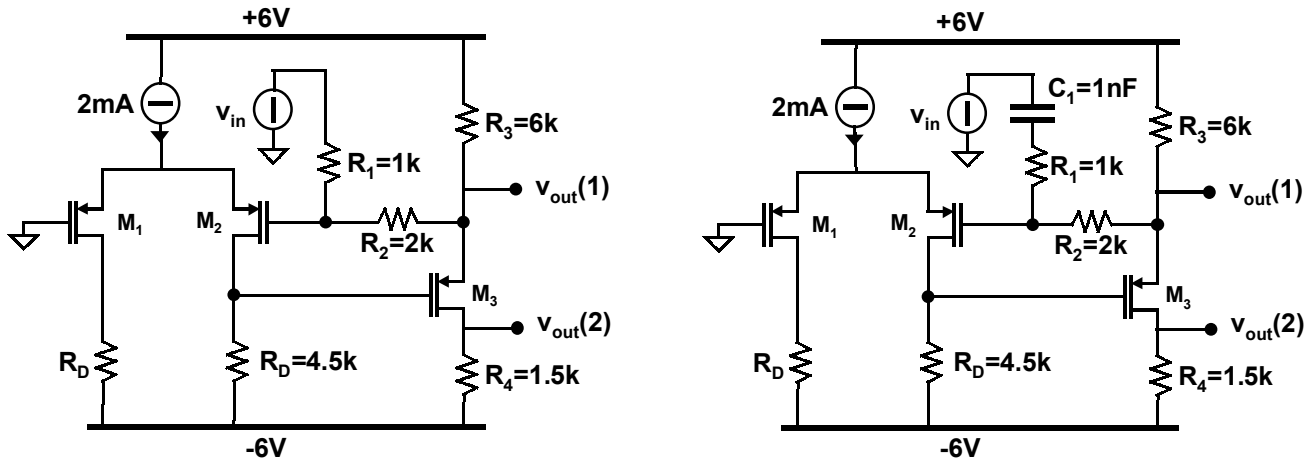 +6V
2mA
v_in
R_3=6k
R_1=1k
v_out(1)
M_1
M_2
R_2=2k
M_3
v_out(2)
R_D
R_D=4.5k
R_4=1.5k
-6V
+6V
2mA
v_in
C_1=1nF
R_3=6k
R_1=1k
v_out(1)
M_1
M_2
R_2=2k
M_3
v_out(2)
R_D
R_D=4.5k
R_4=1.5k
-6V